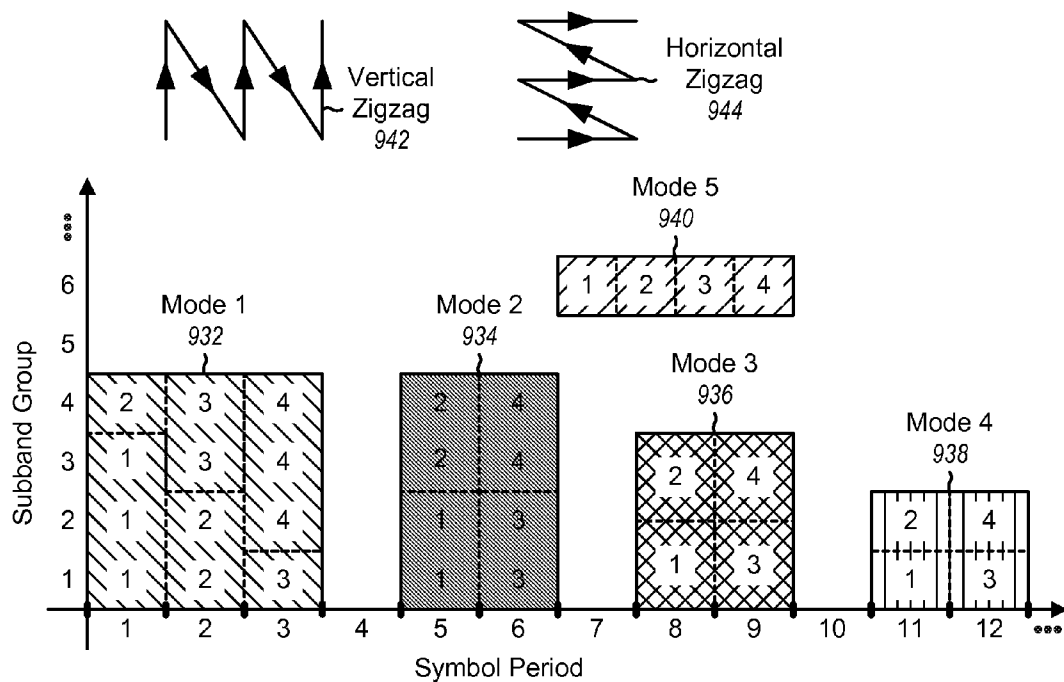 Vertical
Zigzag
942
Horizontal
Zigzag
944
Mode 5
940
1 2 3 4
Mode 1
932
Mode 2
934
Mode 3
936
Mode 4
938
Subband Group
6
5
4
3
2
1
2 3 4
1 3 4
1 2 4
1 2 3
2 4
2 4
1 3
1 3
2 4
1 3
2 4
1 3
1 2 3 4 5 6 7 8 9 10 11 12
Symbol Period